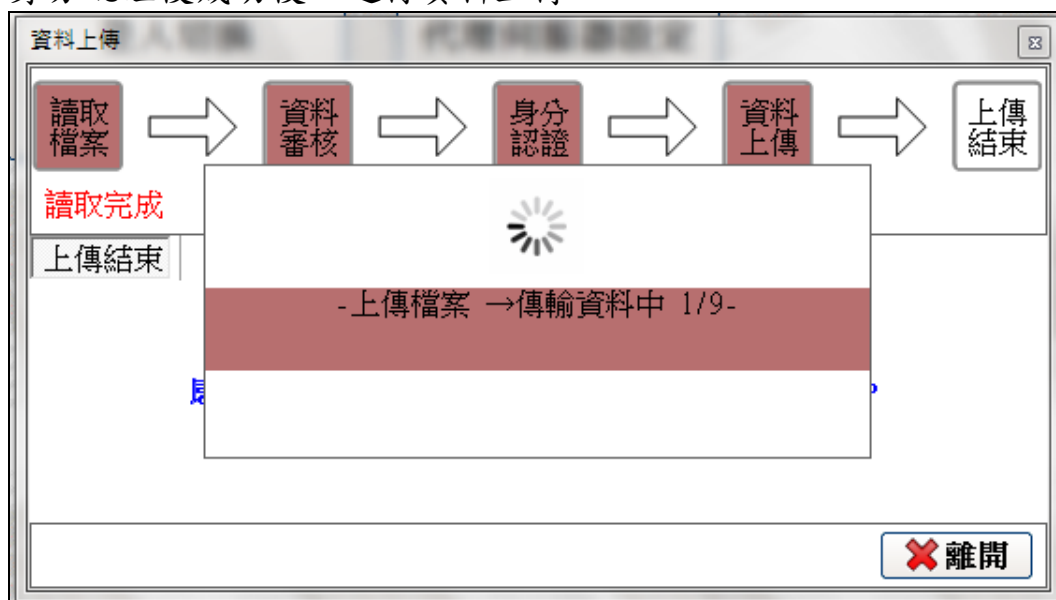 資料上傳
讀取檔案
資料審核
身分認證
資料上傳
上傳結束
讀取完成
上傳結束
-上傳檔案 →傳輸資料中 1/9-
離開